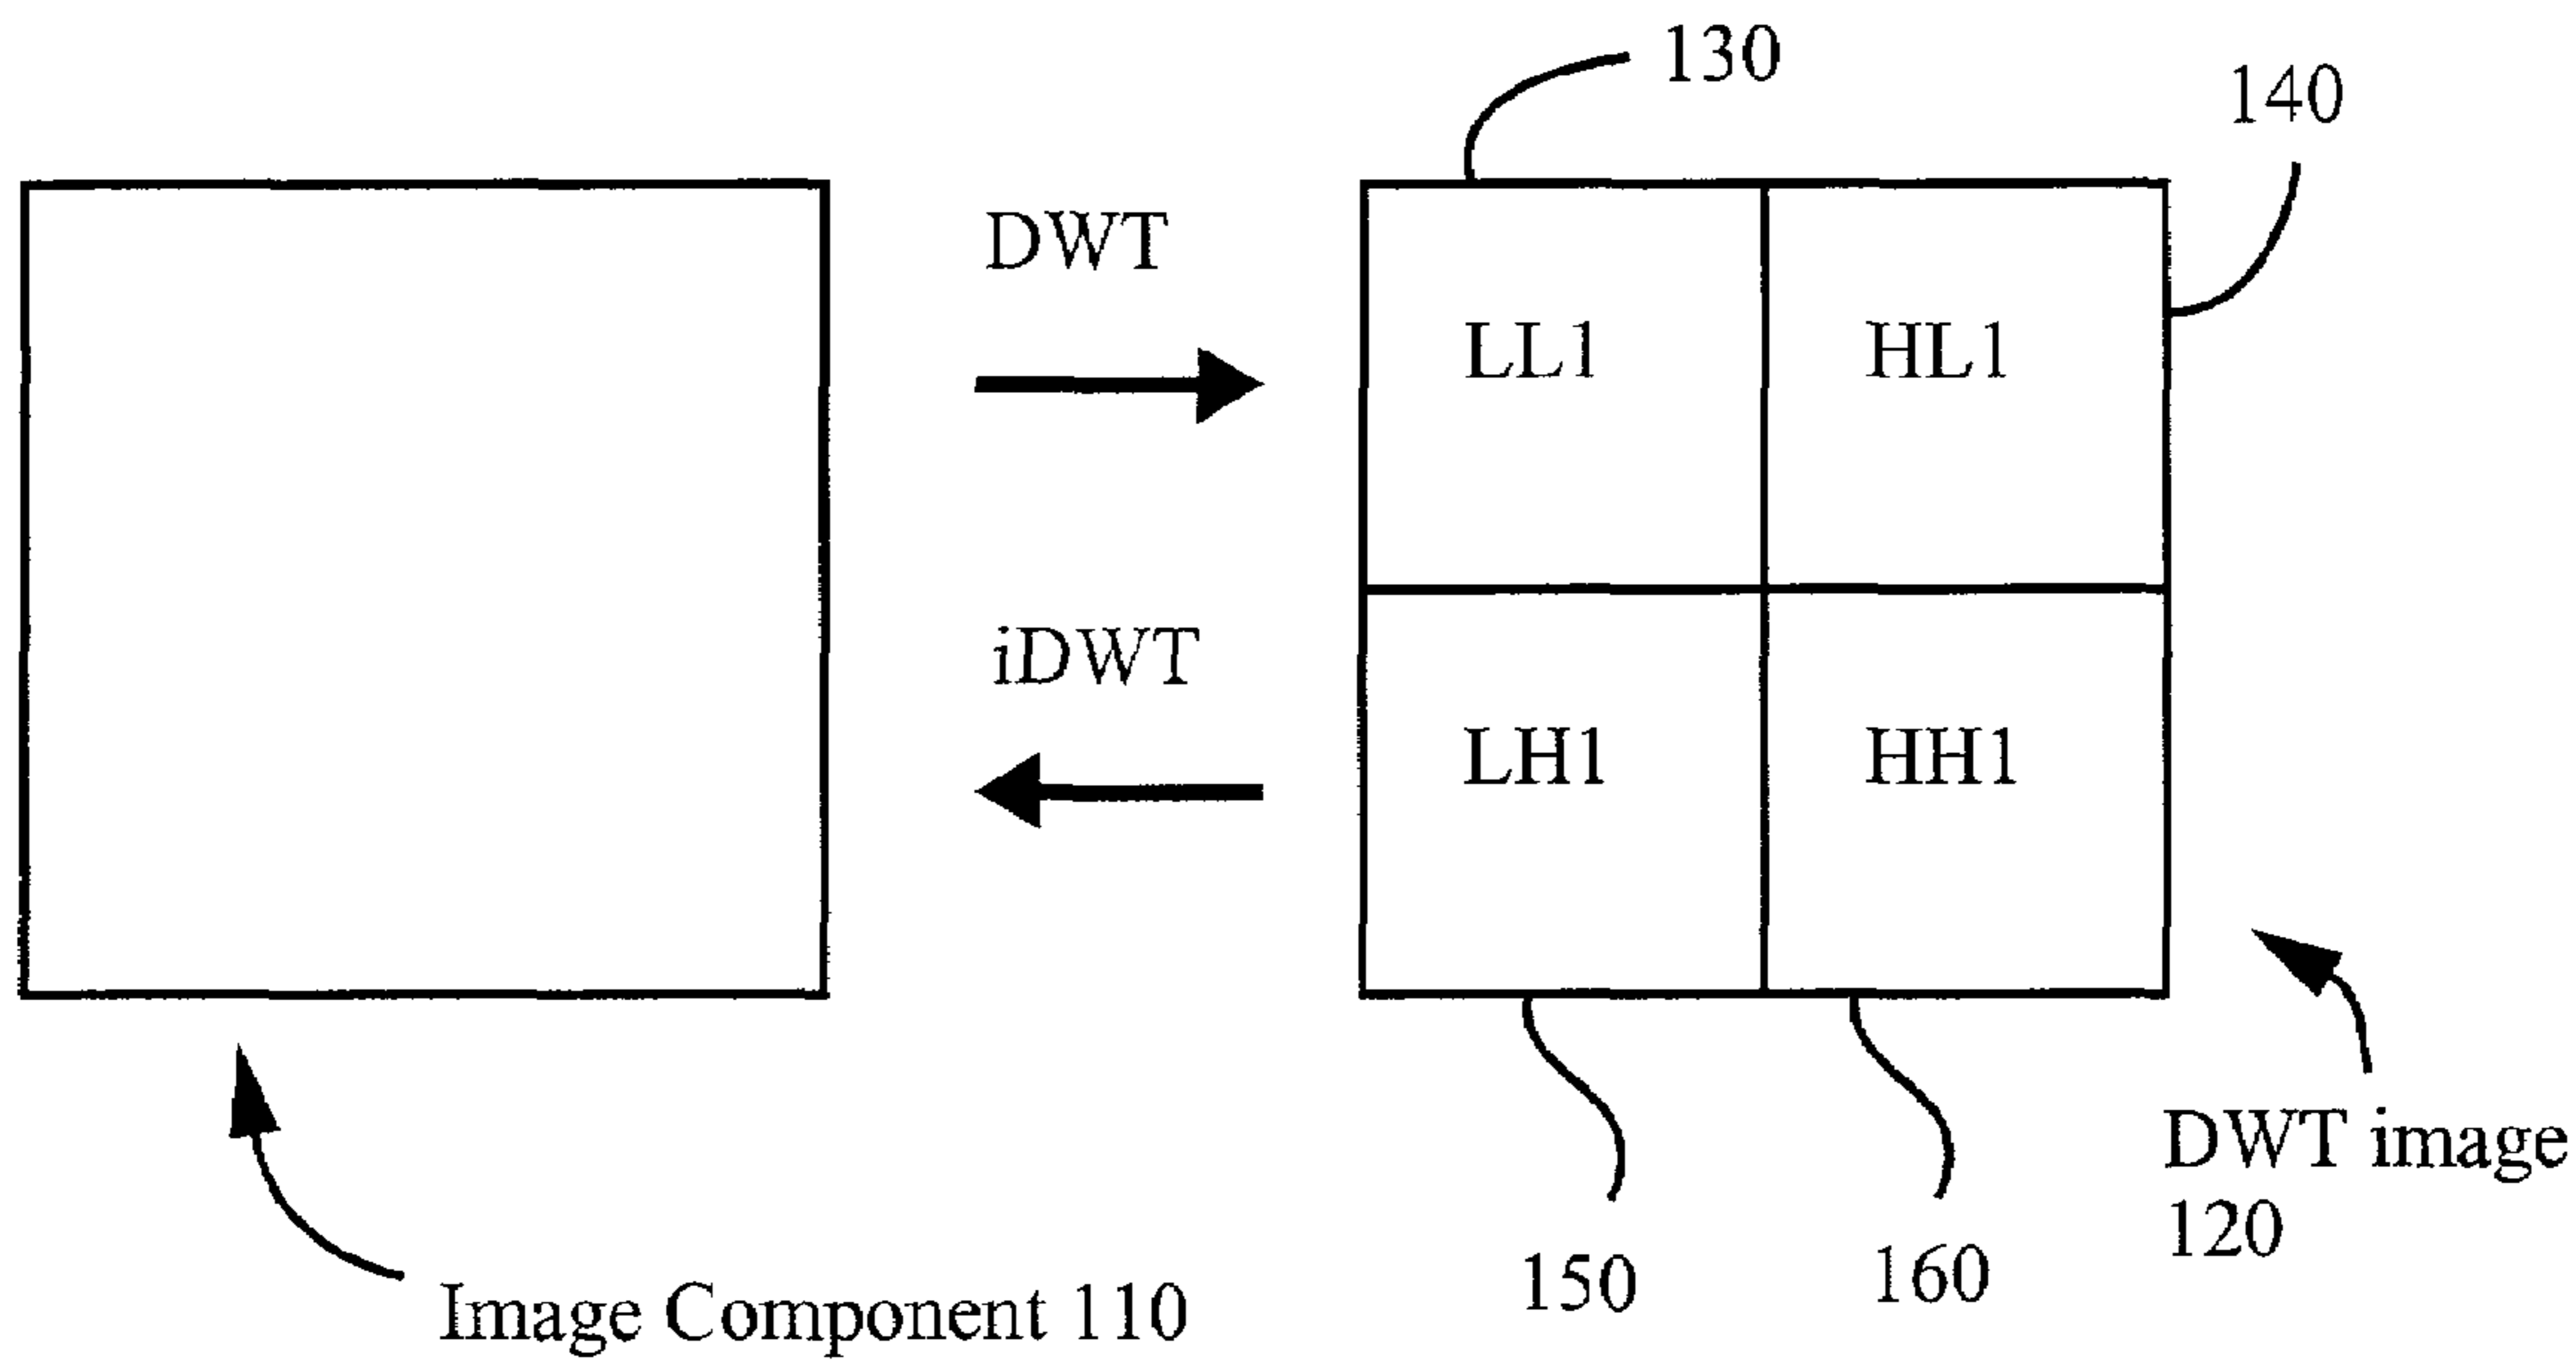 130
140
DWT
LL1 HL1
iDWT
LH1 HH1
DWT image
120
150 160
Image Component 110